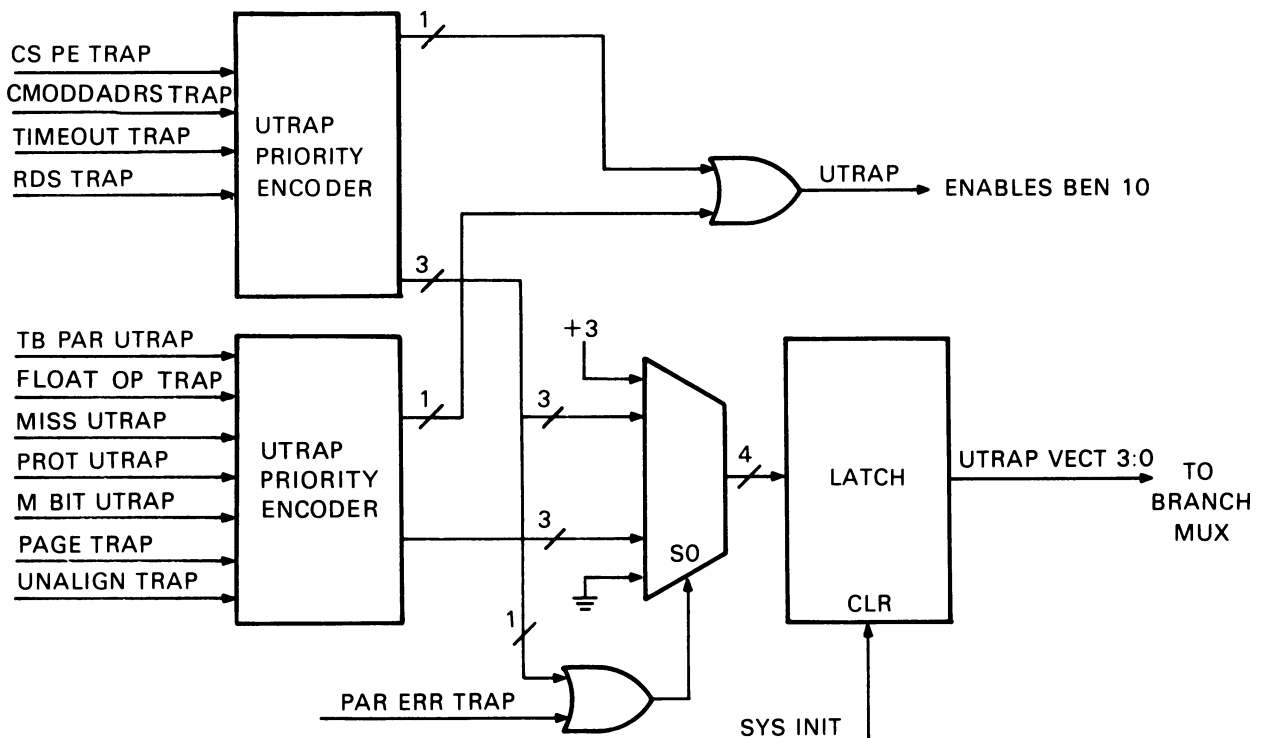 1
CS PE TRAP
CMODDADRS TRAP
TIMEOUT TRAP
RDS TRAP
UTRAP
PRIORITY
ENCODER
UTRAP
ENABLES BEN 10
3
TB PAR UTRAP
FLOAT OP TRAP
MISS UTRAP
PROT UTRAP
M BIT UTRAP
PAGE TRAP
UNALIGN TRAP
UTRAP
PRIORITY
ENCODER
1
3
+3
3
3
S0
4
LATCH
CLR
UTRAP VECT 3:0
TO
BRANCH
MUX
1
PAR ERR TRAP
SYS INIT